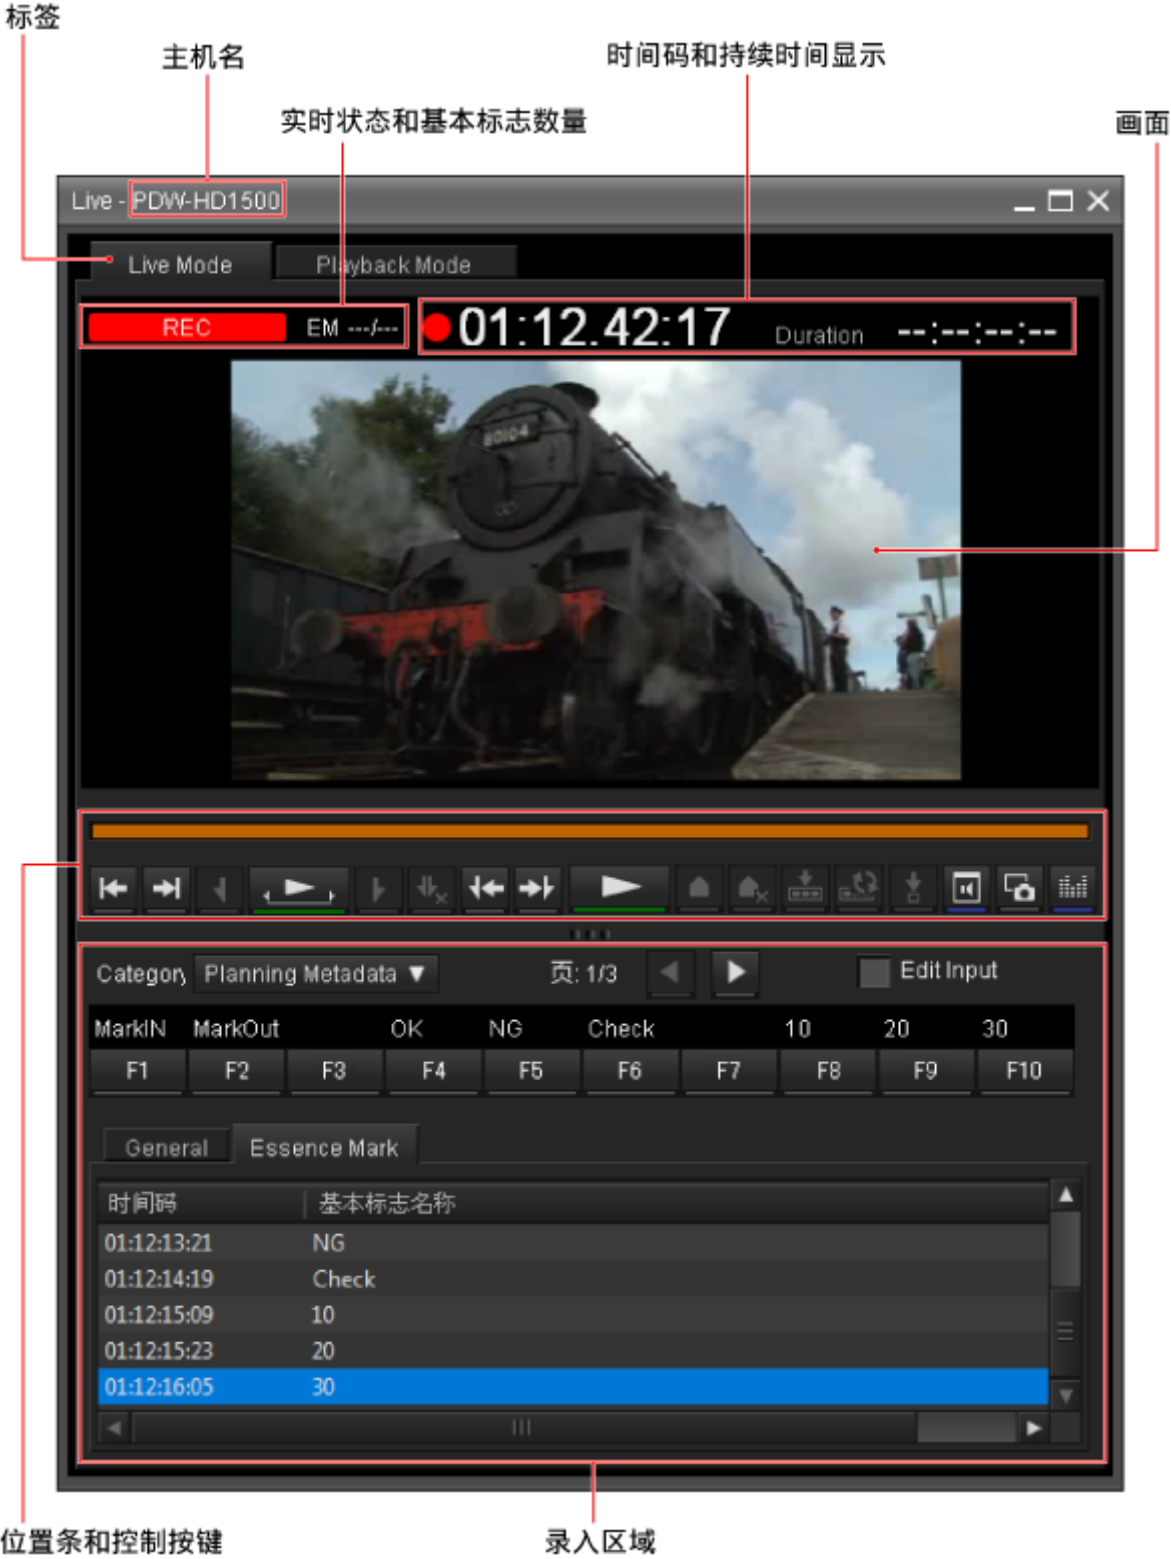 标签
主机名
时间码和持续时间显示
实时状态和基本标志数量
画面
Live - PDW-HD1500
Live Mode
Playback Mode
REC
EM ---/---
01:12.42:17
Duration
--:--:--:--
80104
Category
Planning Metadata ▼
页: 1/3
Edit Input
MarkIN MarkOut OK NG Check 10 20 30
F1 F2 F3 F4 F5 F6 F7 F8 F9 F10
General
Essence Mark
时间码 基本标志名称
01:12:13:21 NG
01:12:14:19 Check
01:12:15:09 10
01:12:15:23 20
01:12:16:05 30
位置条和控制按键
录入区域